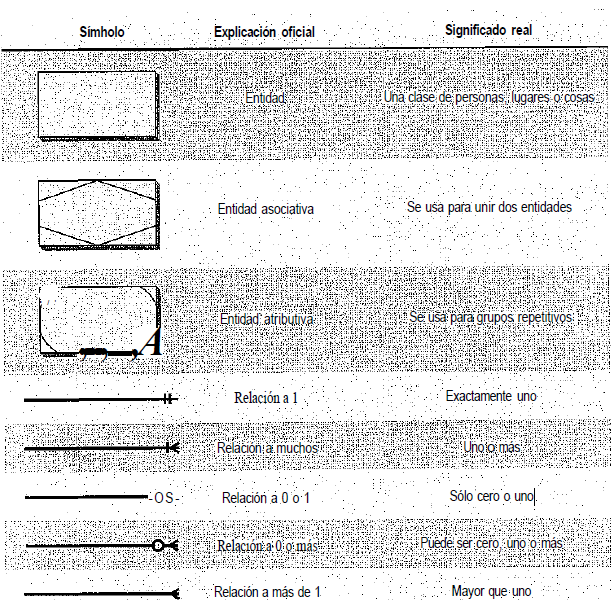 Símholo Explicación oficial Significado real
Entidad Una clase de personas, lugares o cosas
Entidad asociativa Se usa para unir dos entidades
Entidad atributiva Se usa para grupos repetitivos
A
Relación a 1 Exactamente uno
Relación a muchos Uno o más
-OS- Relación a 0 o 1 Sólo cero o uno
Relación a 0 o más Puede ser cero, uno o más
Relación a más de 1 Mayor que uno